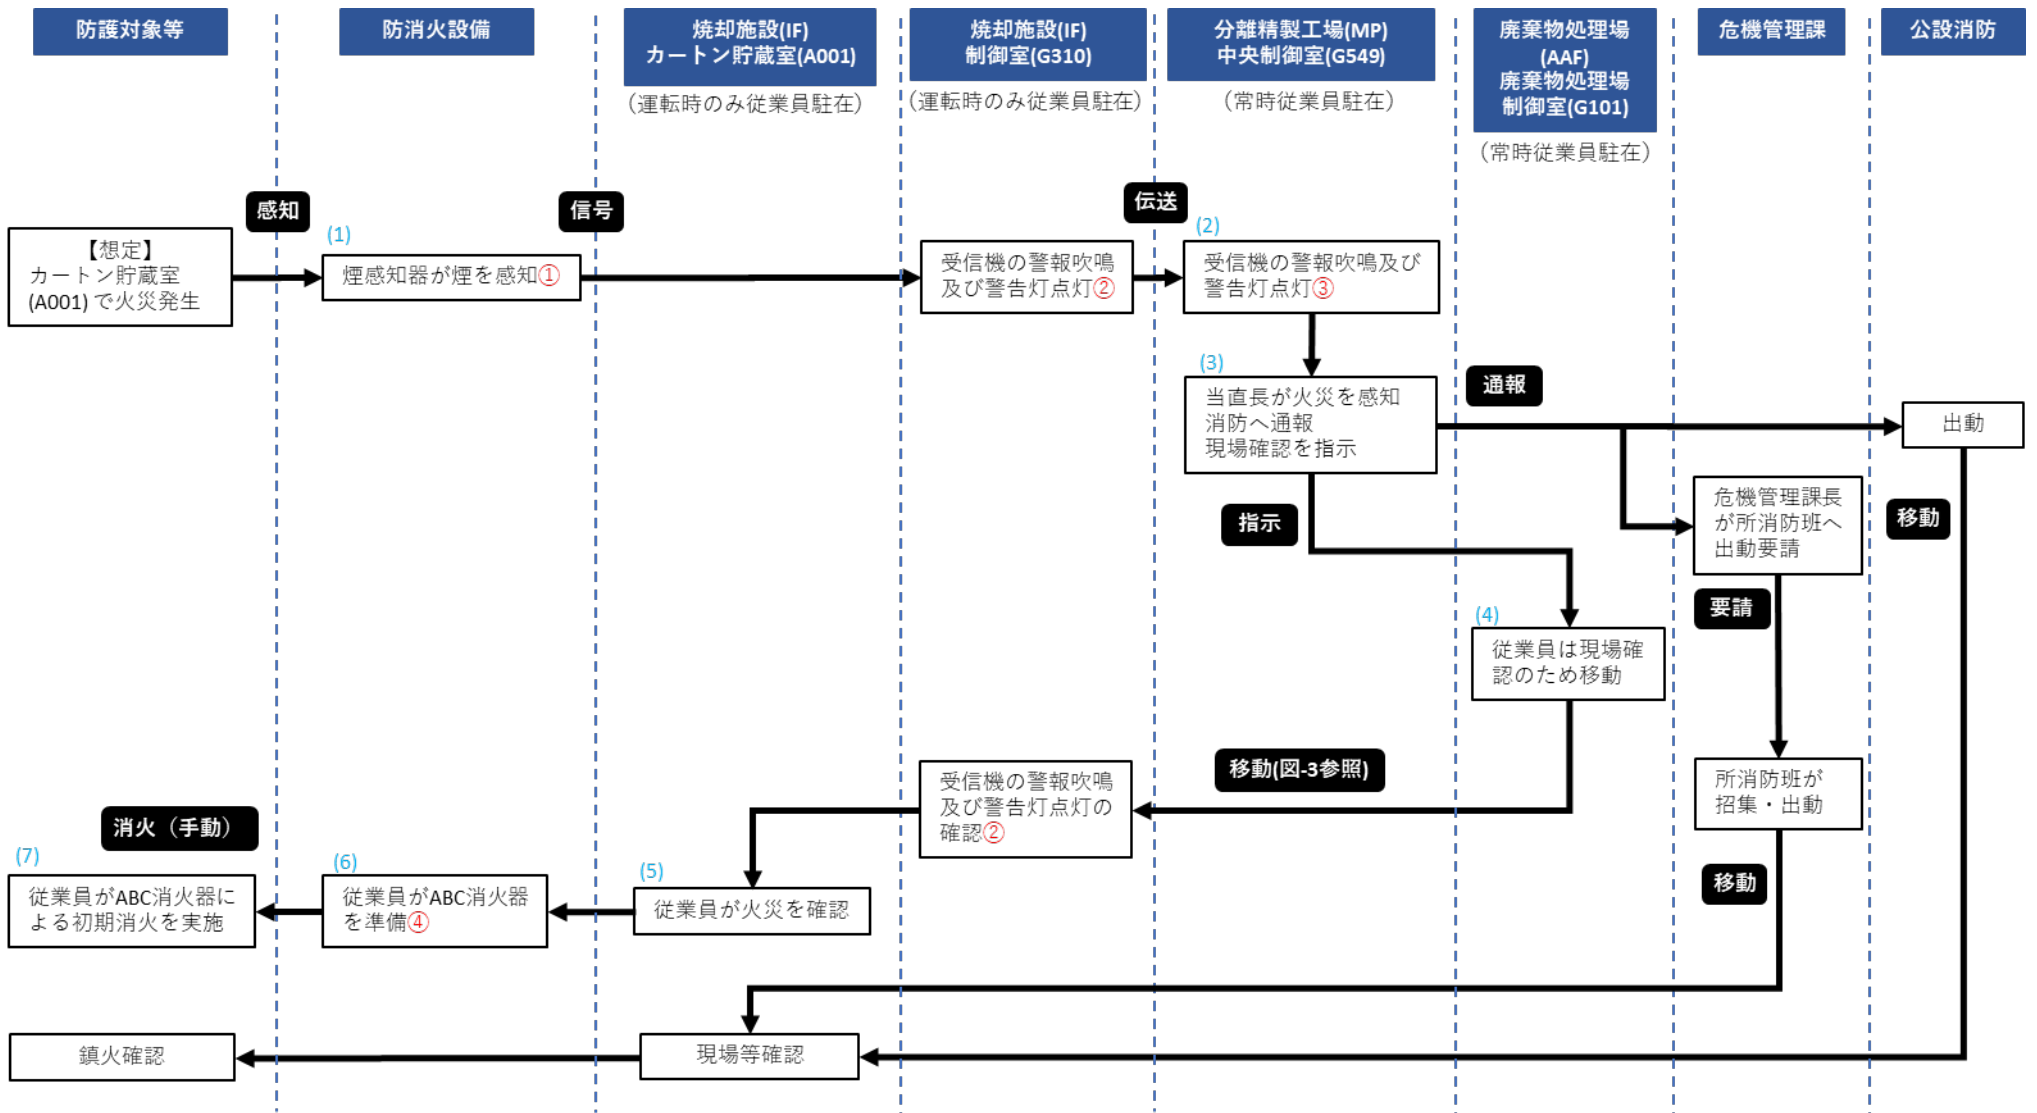 防護対象等
防消火設備
焼却施設(IF)
カートン貯蔵室(A001)
(運転時のみ従業員駐在)
焼却施設(IF)
制御室(G310)
(運転時のみ従業員駐在)
分離精製工場(MP)
中央制御室(G549)
(常時従業員駐在)
廃棄物処理場
(AAF)
廃棄物処理場
制御室(G101)
(常時従業員駐在)
危機管理課
公設消防
感知
信号
伝送
【想定】
カートン貯蔵室
(A001) で火災発生
(1)
煙感知器が煙を感知①
受信機の警報吹鳴
及び警告灯点灯②
(2)
受信機の警報吹鳴及び
警告灯点灯③
(3)
当直長が火災を感知
消防へ通報
現場確認を指示
通報
出動
指示
危機管理課長
が所消防班へ
出動要請
移動
要請
(4)
従業員は現場確
認のため移動
移動(図-3参照)
受信機の警報吹鳴
及び警告灯点灯の
確認②
所消防班が
招集・出動
消火（手動）
(7)
従業員がABC消火器に
よる初期消火を実施
(6)
従業員がABC消火器
を準備④
(5)
従業員が火災を確認
移動
鎮火確認
現場等確認